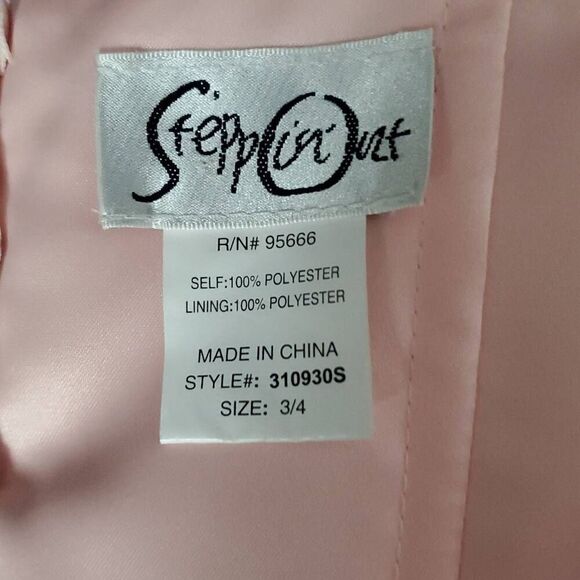 Steppin' Out
R/N# 95666
SELF:100% POLYESTER
LINING:100% POLYESTER
MADE IN CHINA
STYLE#: 310930S
SIZE: 3/4